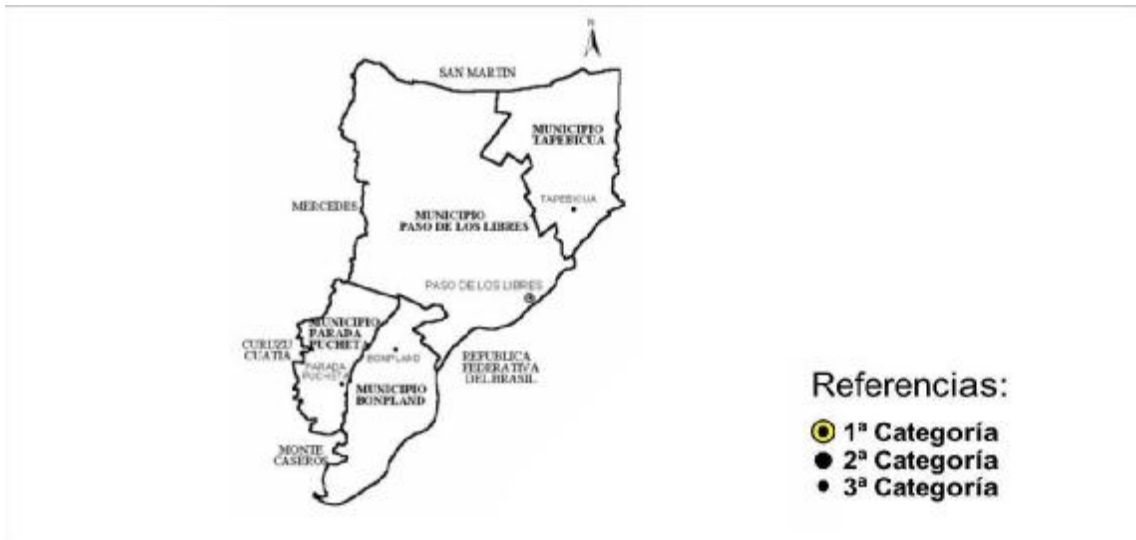 N
SAN MARTIN
MUNICIPIO
TAPEBICUA
TAPEBICUA
MERCEDES
MUNICIPIO
PASO DE LOS LIBRES
PASO DE LOS LIBRES
MUNICIPIO
PARADA
PUCHETA
CURUZU
CUATIA
PARADA
PUCHETA
BONPLAND
REPUBLICA
FEDERATIVA
DEL BRASIL
MUNICIPIO
BONPLAND
MONTE
CASEROS
Referencias:
1ª Categoría
2ª Categoría
3ª Categoría